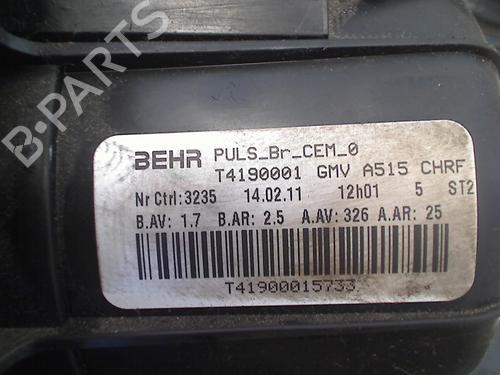 BEHR PULS_Br_CEM_0
T4190001 GMV A515 CHRF
Nr Ctrl:3235 14.02.11 12h01 5 ST2
B.AV: 1.7 B.AR: 2.5 A.AV: 326 A.AR: 25
T41900015733
B-PARTS